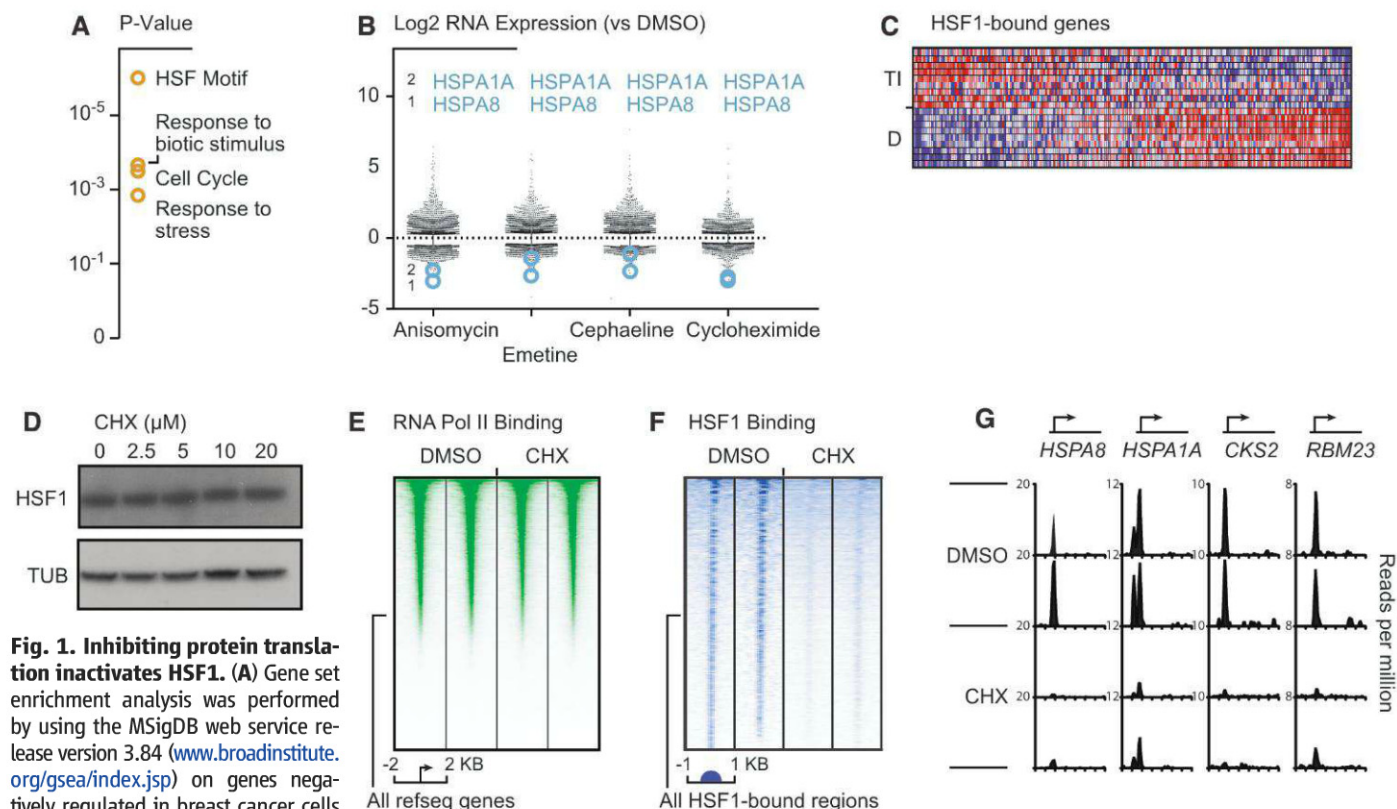 A P-Value
HSF Motif
10-5
Response to
biotic stimulus
10-3
Cell Cycle
Response to
stress
10-1
0
B Log2 RNA Expression (vs DMSO)
2 HSPA1A HSPA1A HSPA1A HSPA1A
10
1 HSPA8 HSPA8 HSPA8 HSPA8
5
0
2
1
-5
Anisomycin Cephaeline Cycloheximide
Emetine
C HSF1-bound genes
TI
D
D CHX (µM)
0 2.5 5 10 20
HSF1
TUB
Fig. 1. Inhibiting protein transla-
tion inactivates HSF1. (A) Gene set
enrichment analysis was performed
by using the MSigDB web service re-
lease version 3.84 (www.broadinstitute.
org/gsea/index.jsp) on genes nega-
tively regulated in breast cancer cells
E RNA Pol II Binding
DMSO CHX
-2 2 KB
All refseq genes
F HSF1 Binding
DMSO CHX
-1 1 KB
All HSF1-bound regions
G
HSPA8 HSPA1A CKS2 RBM23
20 12 10 8
DMSO
20 12 10 8
20 12 10 8
CHX
20 12 10 8
Reads per million